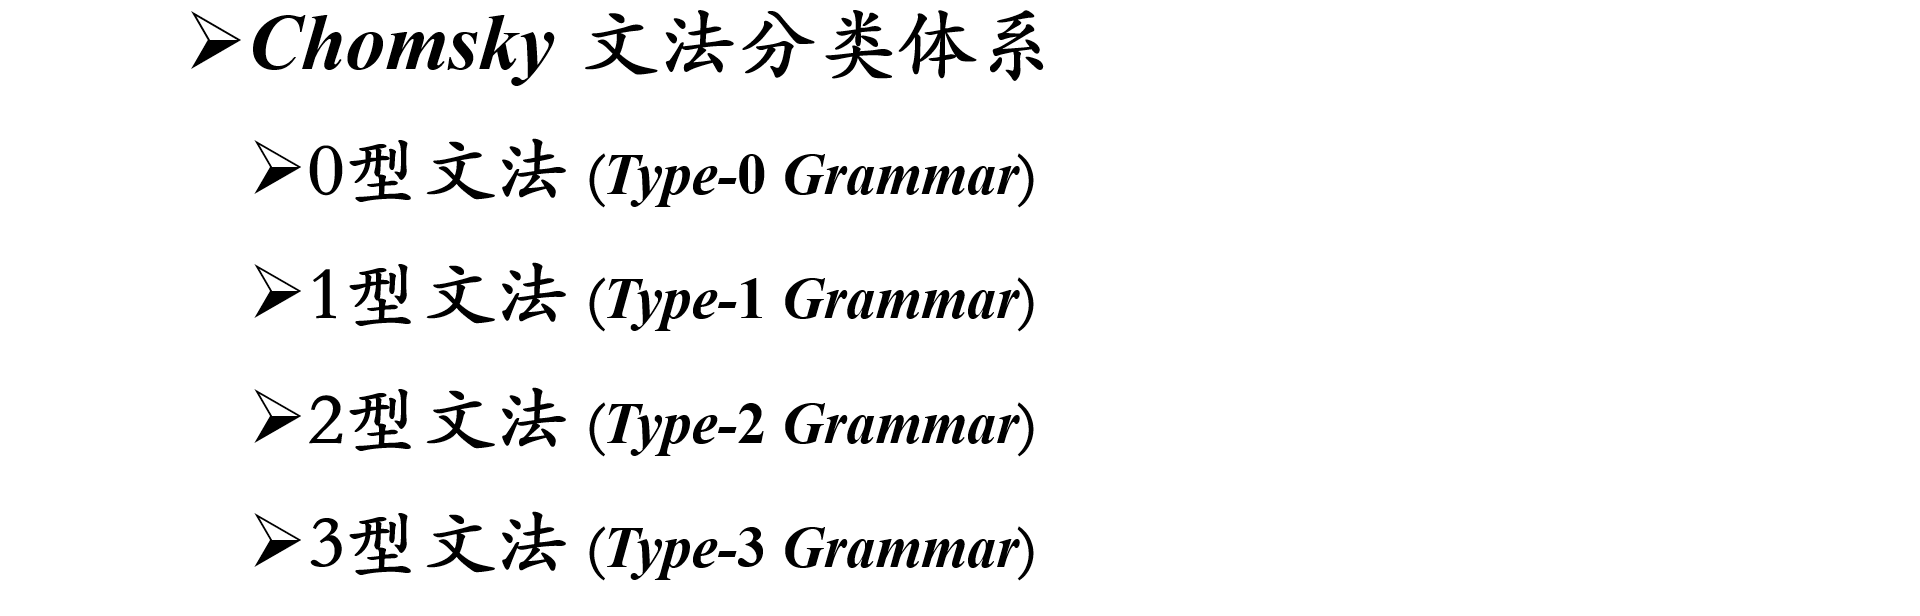 ➢Chomsky 文法分类体系
➢0型文法 (Type-0 Grammar)
➢1型文法 (Type-1 Grammar)
➢2型文法 (Type-2 Grammar)
➢3型文法 (Type-3 Grammar)